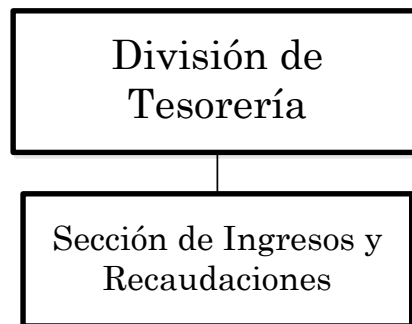 División de
Tesorería
Sección de Ingresos y
Recaudaciones